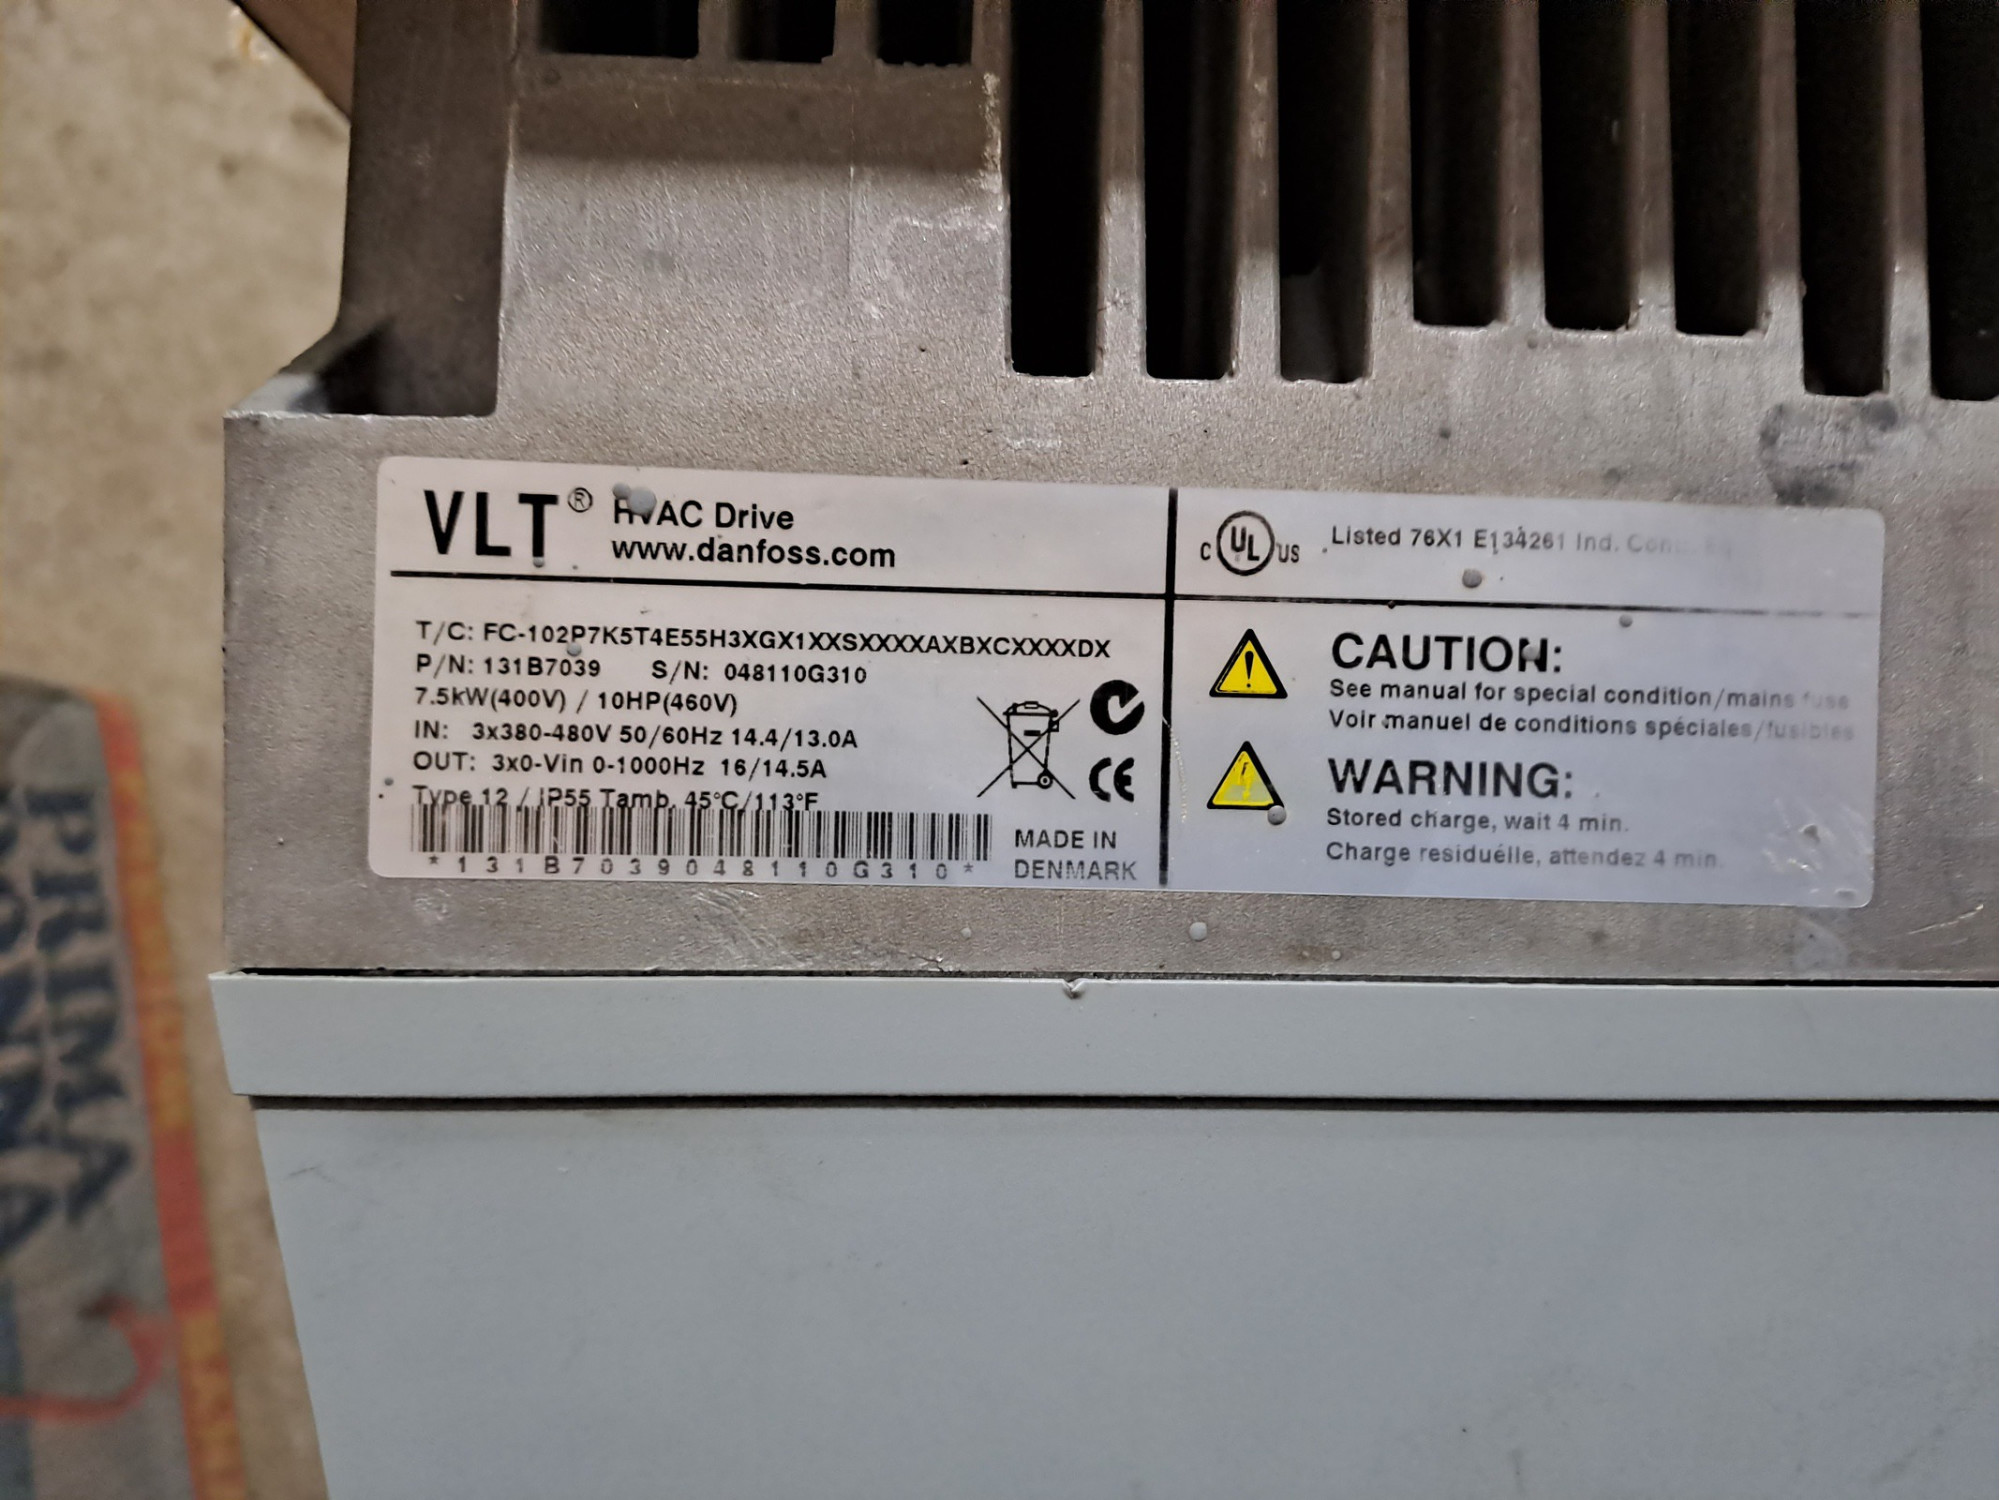 VLT® HVAC Drive
www.danfoss.com
T/C: FC-102P7K5T4E55H3XGX1XXSXXXXAXBXCXXXXDX
P/N: 131B7039 S/N: 048110G310
7.5kW(400V) / 10HP(460V)
IN: 3x380-480V 50/60Hz 14.4/13.0A
OUT: 3x0-Vin 0-1000Hz 16/14.5A
Type 12 / IP55 Tamb. 45°C/113°F
*131B7039048110G310*
MADE IN
DENMARK
CE
C UL US Listed 76X1 E134261 Ind.
CAUTION:
See manual for special condition/mains fuse
Voir manuel de conditions spéciales/fusibles
WARNING:
Stored charge, wait 4 min.
Charge residuélle, attendez 4 min.
PRIMA